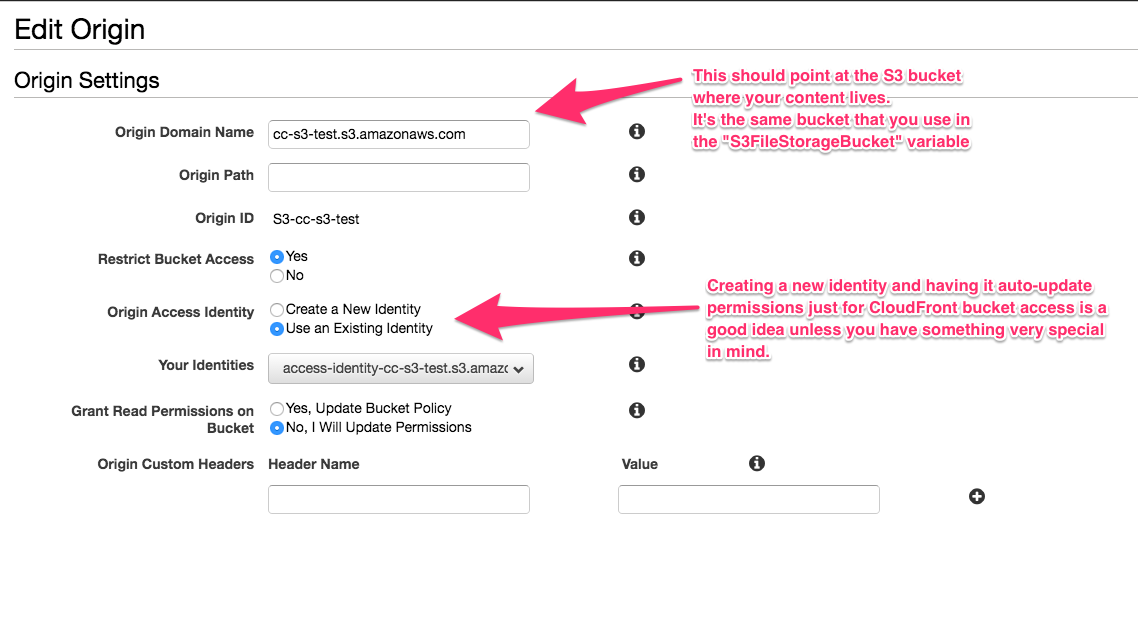 Edit Origin
Origin Settings
This should point at the S3 bucket
where your content lives.
It's the same bucket that you use in
the "S3FileStorageBucket" variable
Origin Domain Name cc-s3-test.s3.amazonaws.com
Origin Path
Origin ID S3-cc-s3-test
Restrict Bucket Access Yes
No
Creating a new identity and having it auto-update
permissions just for CloudFront bucket access is a
good idea unless you have something very special
in mind.
Origin Access Identity Create a New Identity
Use an Existing Identity
Your Identities access-identity-cc-s3-test.s3.amazo
Grant Read Permissions on
Bucket
Yes, Update Bucket Policy
No, I Will Update Permissions
Origin Custom Headers Header Name Value